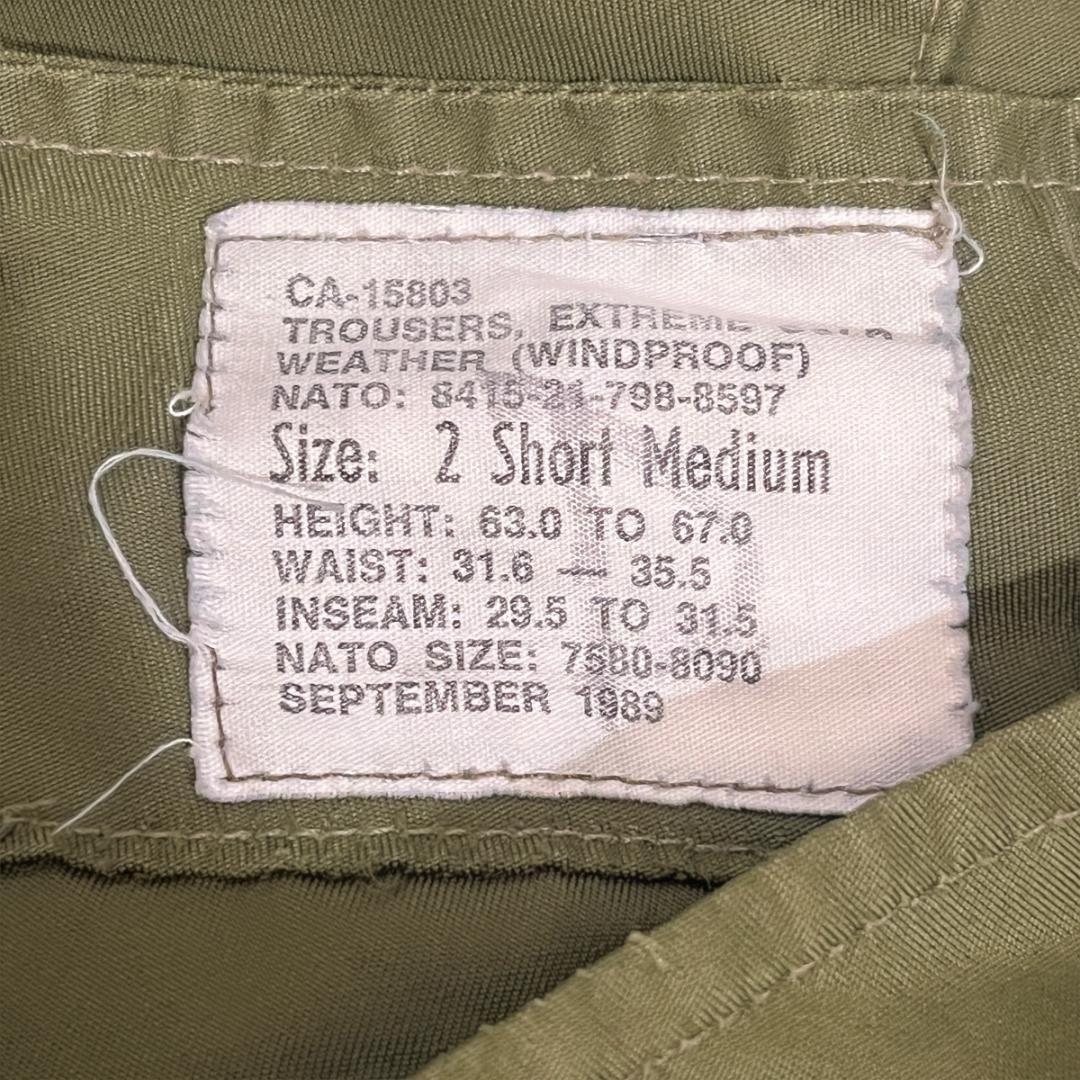 CA-15803
TROUSERS, EXTREME
WEATHER (WINDPROOF)
NATO: 8415-21-798-8597
Size: 2 Short Medium
HEIGHT: 63.0 TO 67.0
WAIST: 31.6 — 35.5
INSEAM: 29.5 TO 31.5
NATO SIZE: 7580-8090
SEPTEMBER 1989